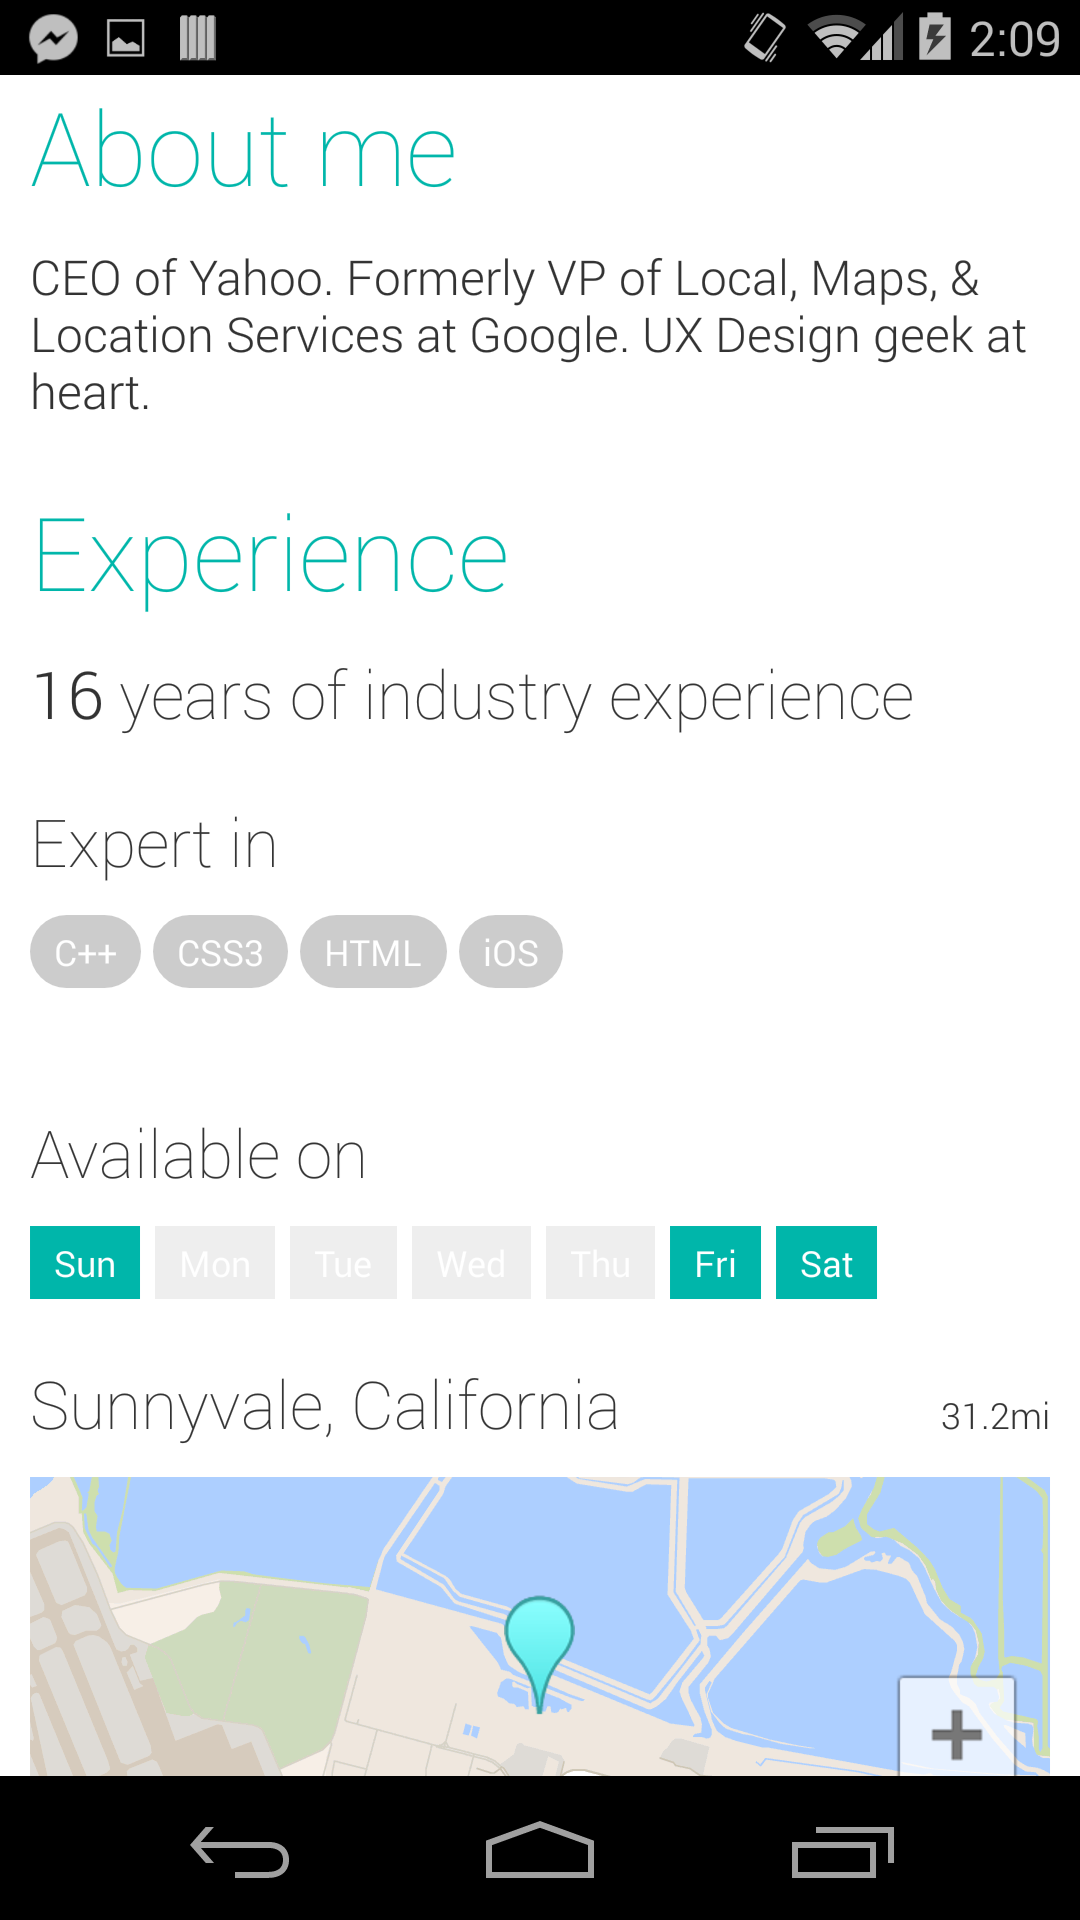 2:09
About me
CEO of Yahoo. Formerly VP of Local, Maps, &
Location Services at Google. UX Design geek at
heart.
Experience
16 years of industry experience
Expert in
C++ CSS3 HTML iOS
Available on
Sun Mon Tue Wed Thu Fri Sat
Sunnyvale, California 31.2mi
+